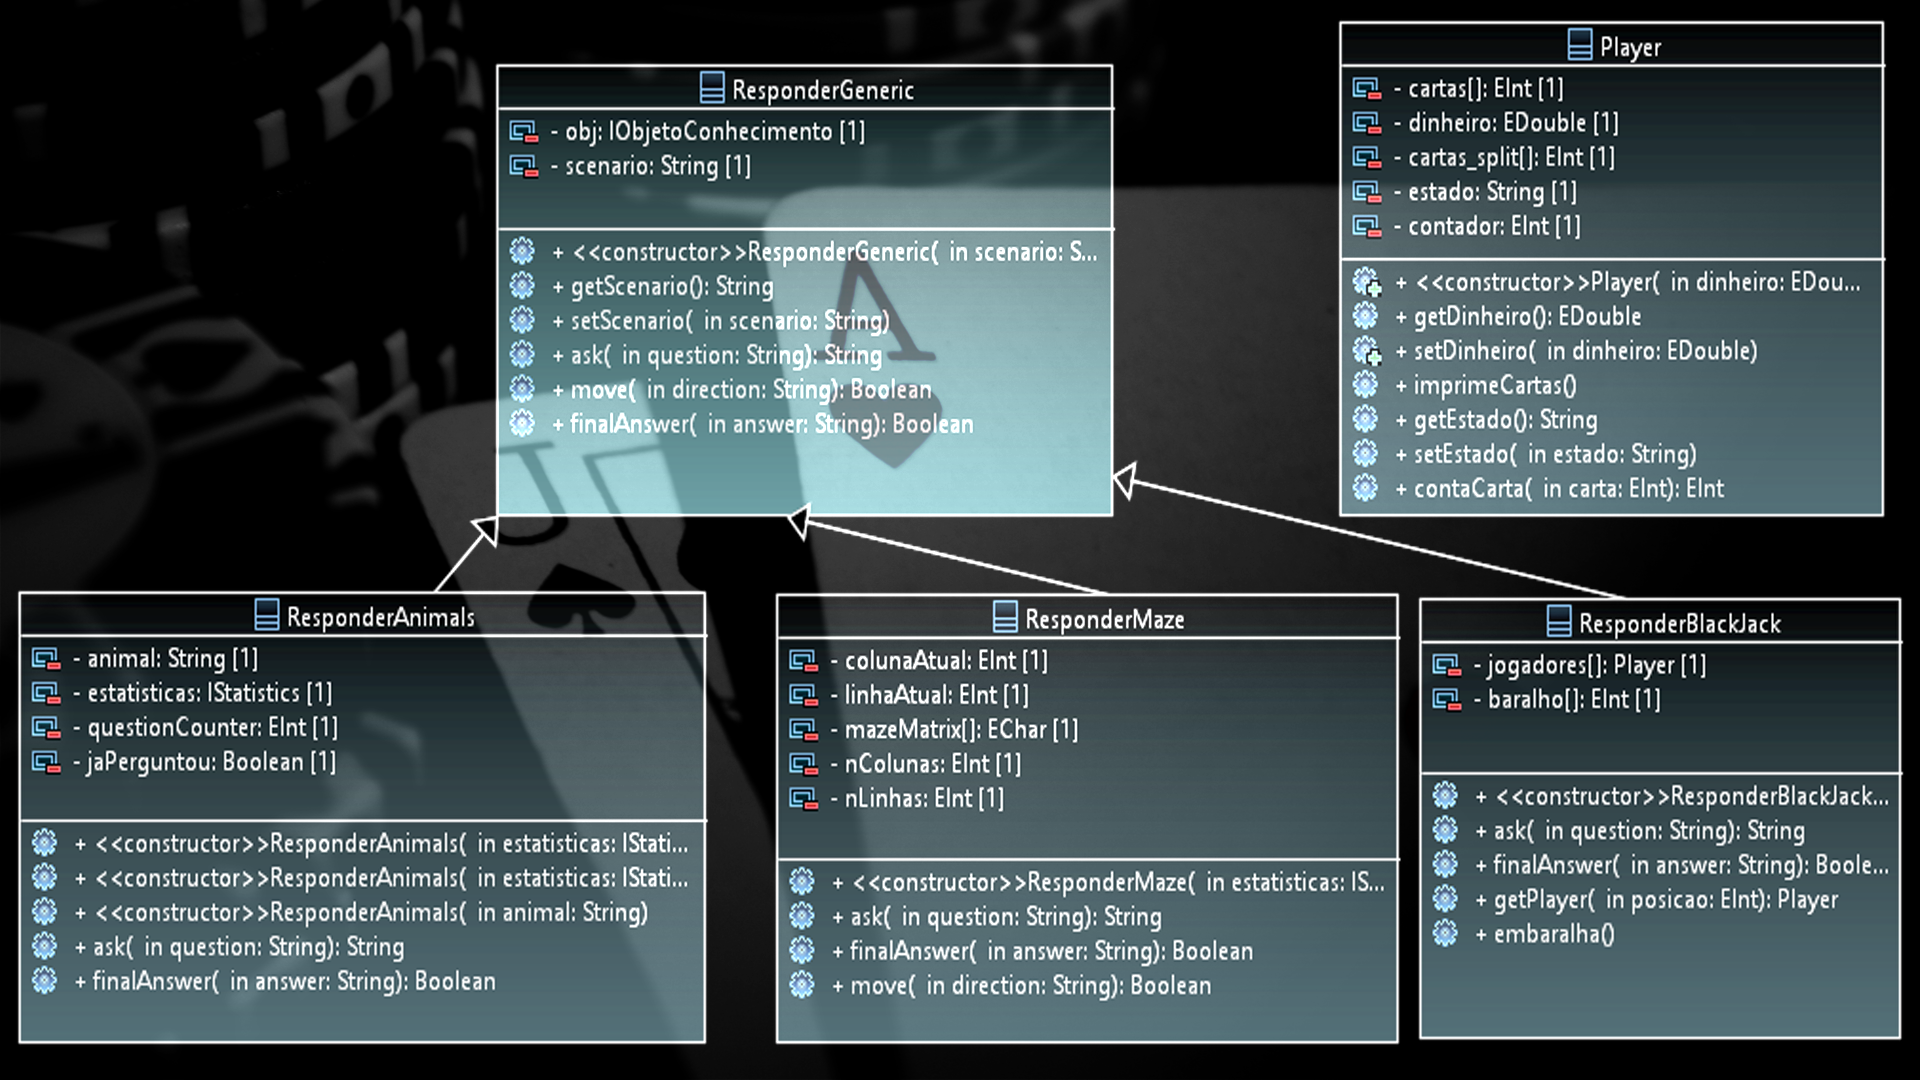 ResponderGeneric
- obj: IObjetoConhecimento [1]
- scenario: String [1]
+ <<constructor>>ResponderGeneric( in scenario: S...
+ getScenario(): String
+ setScenario( in scenario: String)
+ ask( in question: String): String
+ move( in direction: String): Boolean
+ finalAnswer( in answer: String): Boolean
Player
- cartas[]: EInt [1]
- dinheiro: EDouble [1]
- cartas_split[]: EInt [1]
- estado: String [1]
- contador: EInt [1]
+ <<constructor>>Player( in dinheiro: EDou...
+ getDinheiro(): EDouble
+ setDinheiro( in dinheiro: EDouble)
+ imprimeCartas()
+ getEstado(): String
+ setEstado( in estado: String)
+ contaCarta( in carta: EInt): EInt
A
J
ResponderAnimals
- animal: String [1]
- estatisticas: IStatistics [1]
- questionCounter: EInt [1]
- jaPerguntou: Boolean [1]
+ <<constructor>>ResponderAnimals( in estatisticas: IStati...
+ <<constructor>>ResponderAnimals( in estatisticas: IStati...
+ <<constructor>>ResponderAnimals( in animal: String)
+ ask( in question: String): String
+ finalAnswer( in answer: String): Boolean
ResponderMaze
- colunaAtual: EInt [1]
- linhaAtual: EInt [1]
- mazeMatrix[]: EChar [1]
- nColunas: EInt [1]
- nLinhas: EInt [1]
+ <<constructor>>ResponderMaze( in estatisticas: IS...
+ ask( in question: String): String
+ finalAnswer( in answer: String): Boolean
+ move( in direction: String): Boolean
ResponderBlackJack
- jogadores[]: Player [1]
- baralho[]: EInt [1]
+ <<constructor>>ResponderBlackJack...
+ ask( in question: String): String
+ finalAnswer( in answer: String): Boole...
+ getPlayer( in posicao: EInt): Player
+ embaralha()